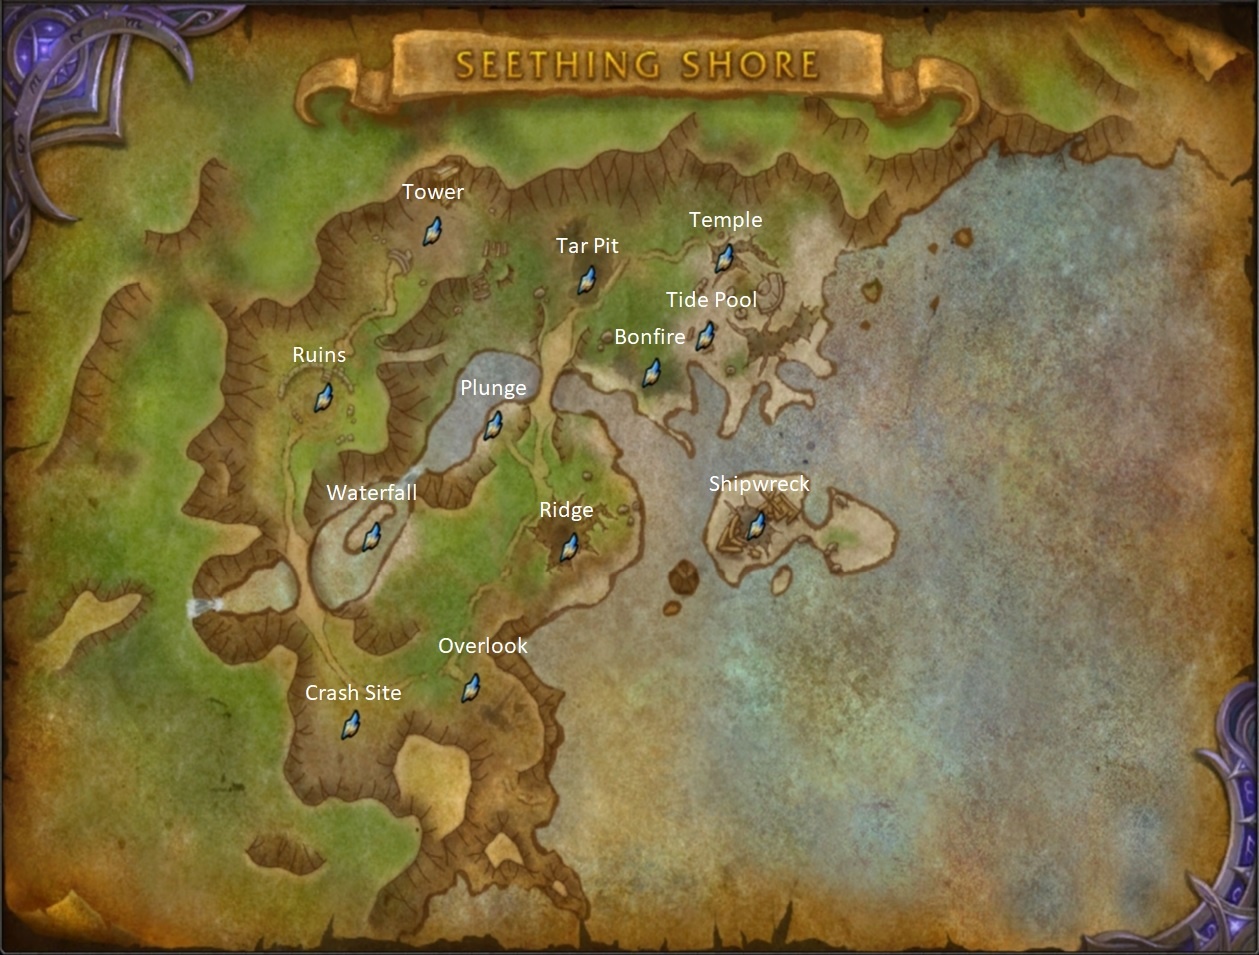 SEETHING SHORE
Tower
Temple
Tar Pit
Tide Pool
Bonfire
Ruins
Plunge
Shipwreck
Waterfall
Ridge
Overlook
Crash Site